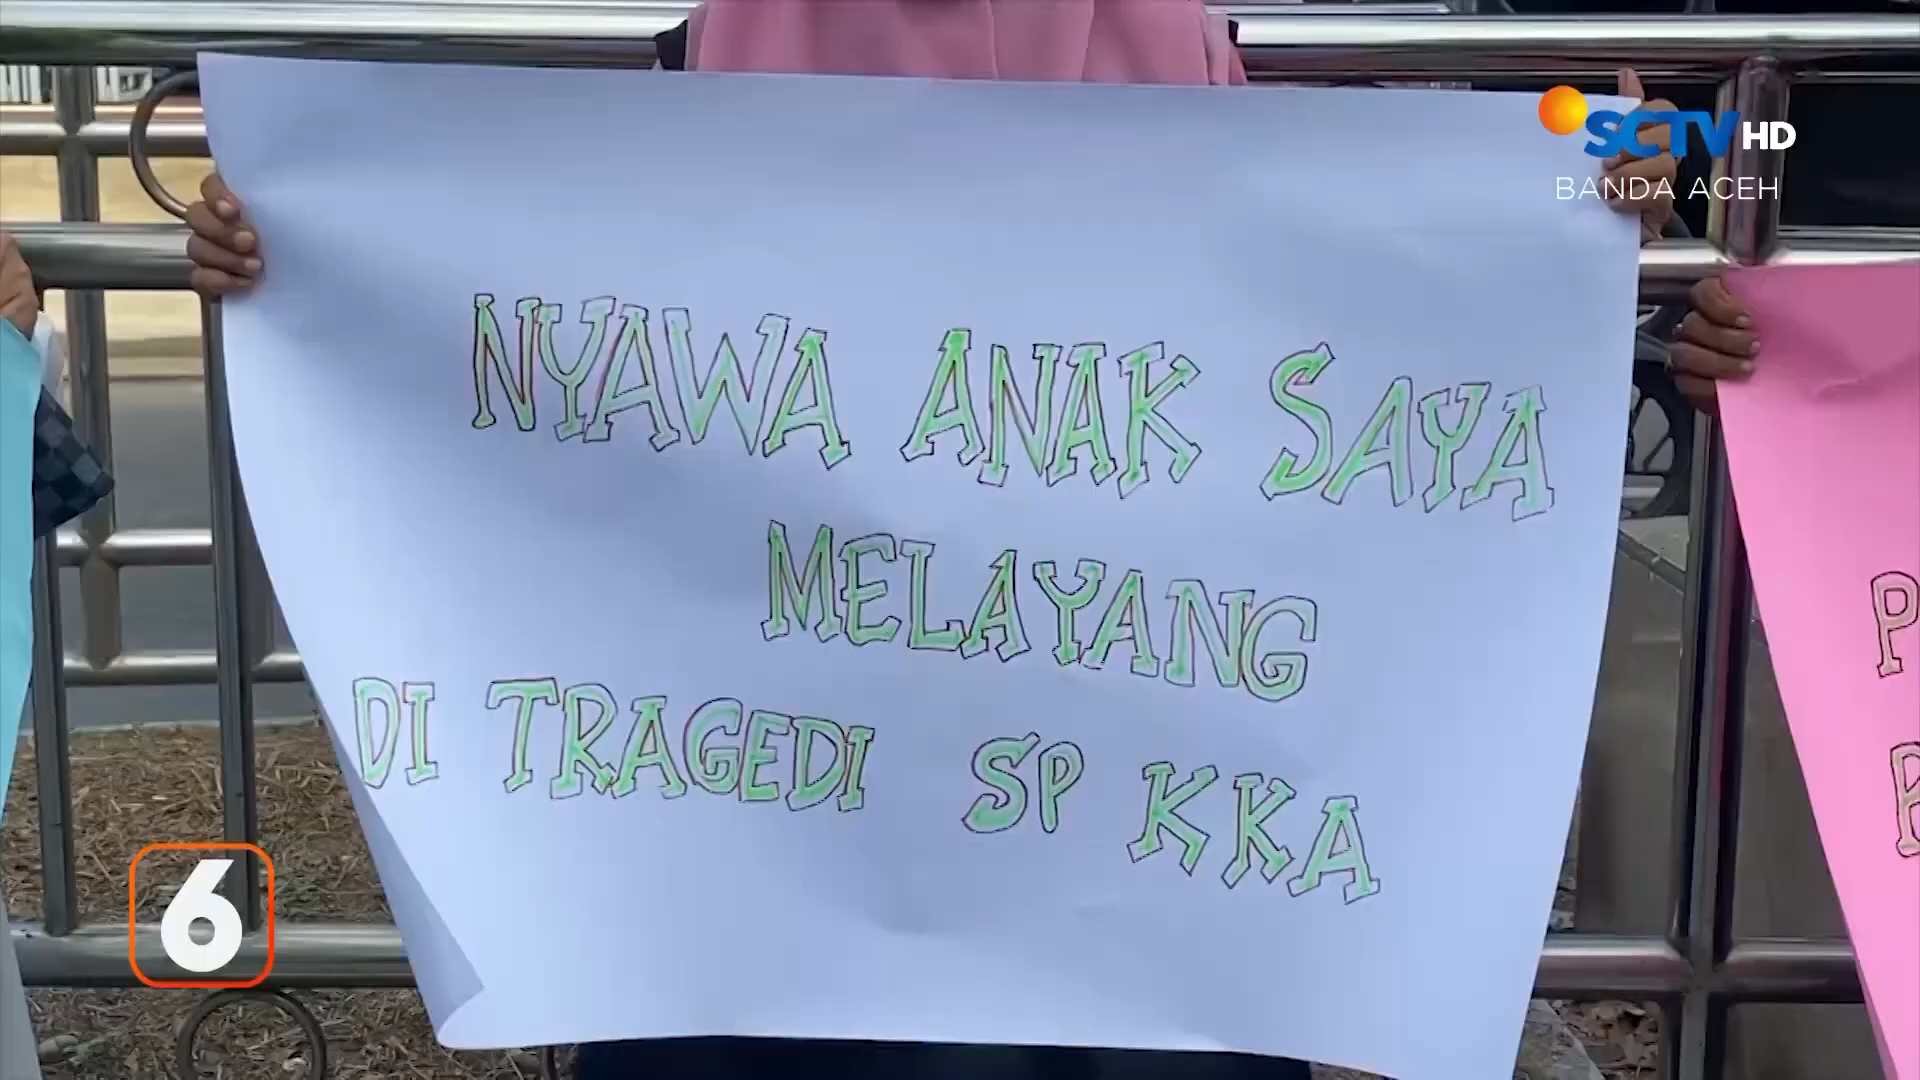 SCTV HD
BANDA ACEH
NYAWA ANAK SAYA
MELAYANG
DI TRAGEDI SP KKA
P
P
6